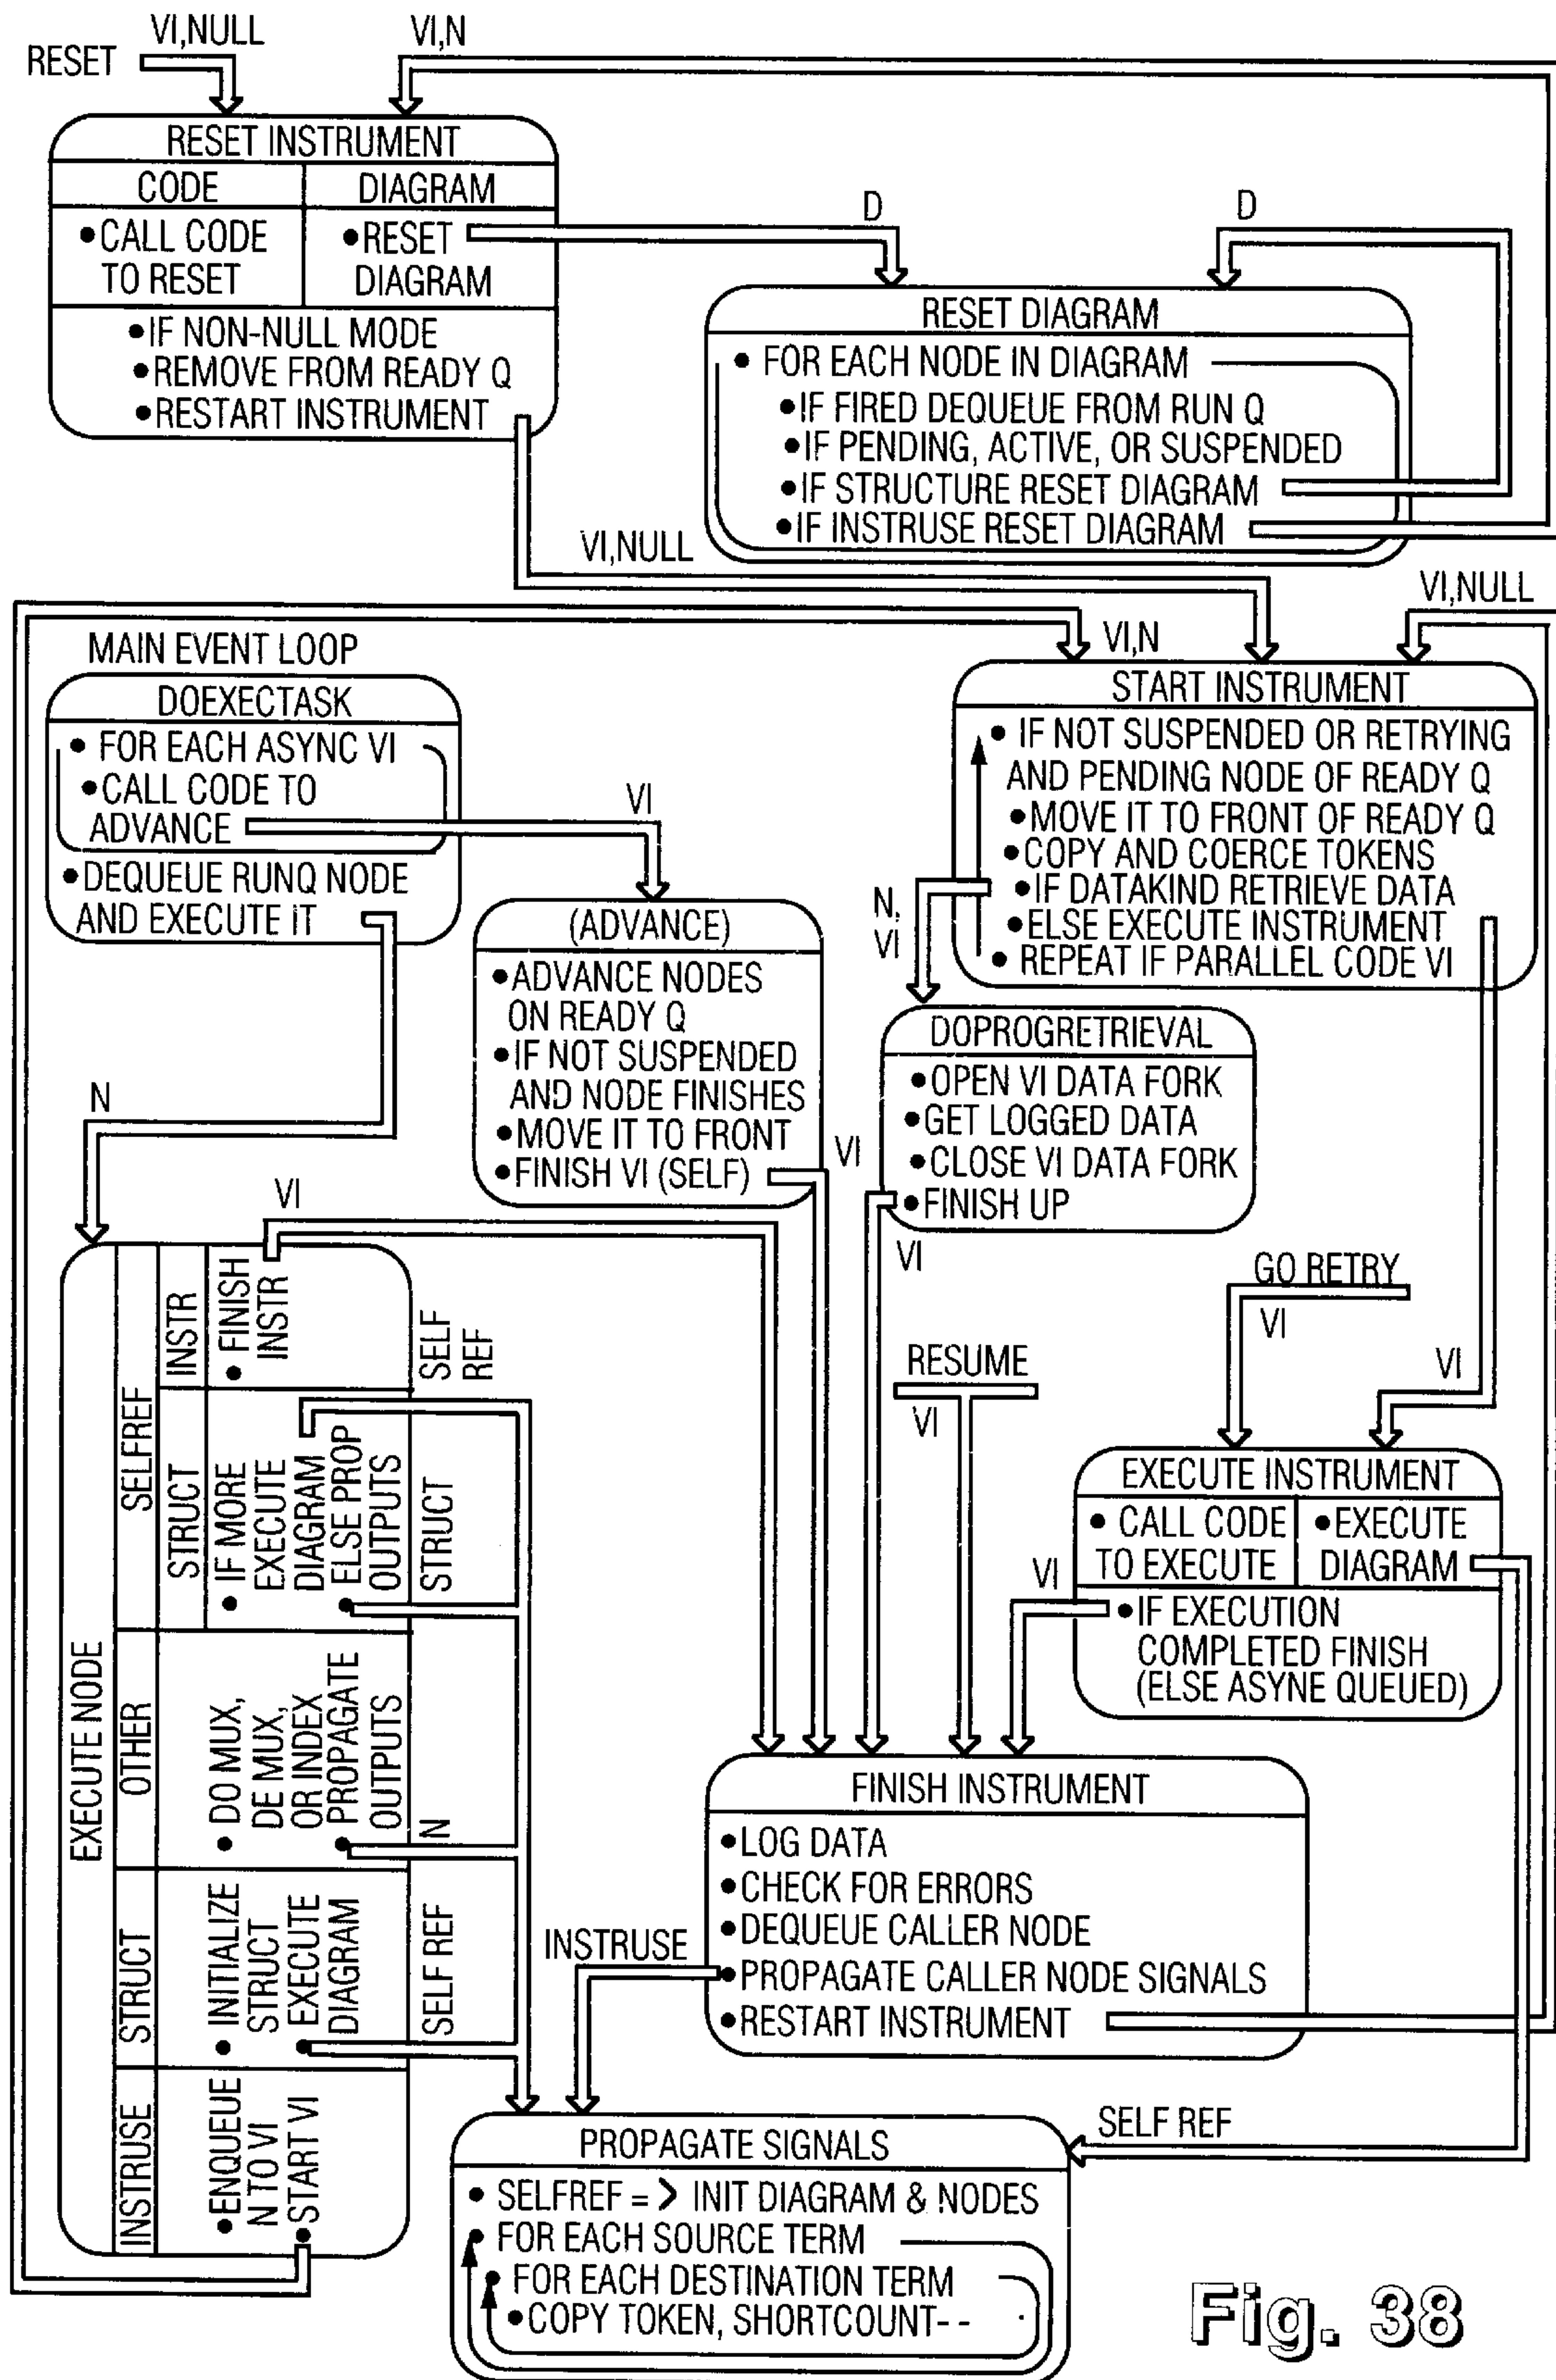 RESET
VI,NULL
VI,N
RESET INSTRUMENT
CODE
DIAGRAM
•CALL CODE
TO RESET
•RESET
DIAGRAM
•IF NON-NULL MODE
•REMOVE FROM READY Q
•RESTART INSTRUMENT
D
D
RESET DIAGRAM
• FOR EACH NODE IN DIAGRAM
•IF FIRED DEQUEUE FROM RUN Q
•IF PENDING, ACTIVE, OR SUSPENDED
•IF STRUCTURE RESET DIAGRAM
•IF INSTRUSE RESET DIAGRAM
VI,NULL
VI,NULL
VI,N
MAIN EVENT LOOP
DOEXECTASK
• FOR EACH ASYNC VI
•CALL CODE TO
ADVANCE
•DEQUEUE RUNQ NODE
AND EXECUTE IT
VI
START INSTRUMENT
• IF NOT SUSPENDED OR RETRYING
AND PENDING NODE OF READY Q
•MOVE IT TO FRONT OF READY Q
•COPY AND COERCE TOKENS
•IF DATAKIND RETRIEVE DATA
•ELSE EXECUTE INSTRUMENT
• REPEAT IF PARALLEL CODE VI
N,
VI
(ADVANCE)
•ADVANCE NODES
ON READY Q
•IF NOT SUSPENDED
AND NODE FINISHES
•MOVE IT TO FRONT
•FINISH VI (SELF)
VI
DOPROGRETRIEVAL
•OPEN VI DATA FORK
•GET LOGGED DATA
•CLOSE VI DATA FORK
•FINISH UP
VI
N
VI
GO RETRY
VI
VI
RESUME
VI
EXECUTE INSTRUMENT
• CALL CODE
TO EXECUTE
•EXECUTE
DIAGRAM
•IF EXECUTION
COMPLETED FINISH
(ELSE ASYNE QUEUED)
VI
EXECUTE NODE
SELFREF
INSTR
• FINISH
INSTR
SELF
REF
STRUCT
• IF MORE
EXECUTE
DIAGRAM
• ELSE PROP
OUTPUTS
STRUCT
OTHER
• DO MUX,
DE MUX,
OR INDEX
• PROPAGATE
OUTPUTS
N
STRUCT
• INITIALIZE
STRUCT
• EXECUTE
DIAGRAM
SELF REF
INSTRUSE
•ENQUEUE
N TO VI
•START VI
FINISH INSTRUMENT
•LOG DATA
•CHECK FOR ERRORS
•DEQUEUE CALLER NODE
•PROPAGATE CALLER NODE SIGNALS
•RESTART INSTRUMENT
INSTRUSE
SELF REF
PROPAGATE SIGNALS
• SELFREF = > INIT DIAGRAM & NODES
• FOR EACH SOURCE TERM
• FOR EACH DESTINATION TERM
•COPY TOKEN, SHORTCOUNT- -
Fig. 38